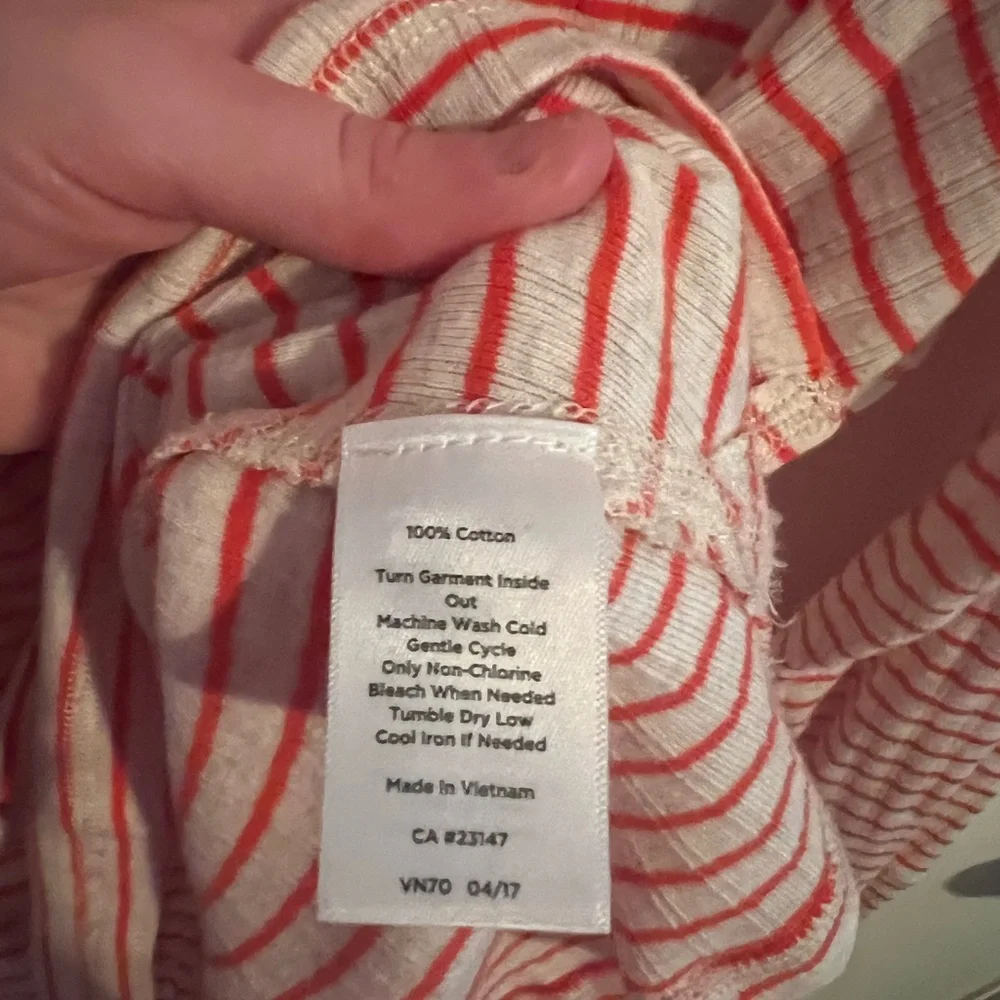 100% Cotton
Turn Garment Inside
Out
Machine Wash Cold
Gentle Cycle
Only Non-Chlorine
Bleach When Needed
Tumble Dry Low
Cool Iron If Needed
Made In Vietnam
CA #23147
VN70 04/17